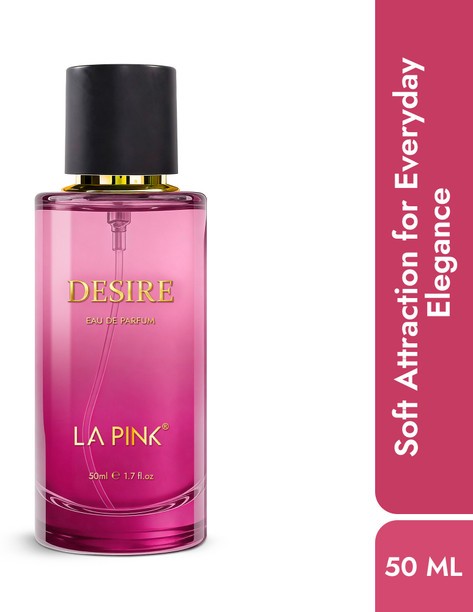 DESIRE
EAU DE PARFUM
LA PINK®
50ml ℮ 1.7 fl.oz
Soft Attraction for Everyday
Elegance
50 ML